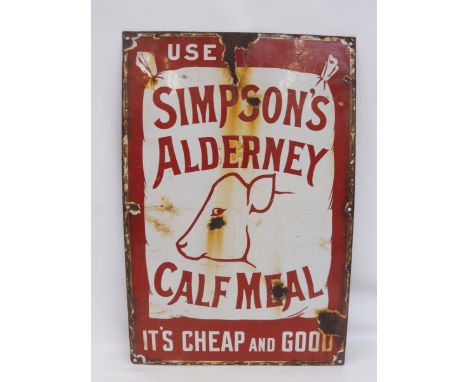 USE
SIMPSON'S
ALDERNEY
CALF MEAL
IT'S CHEAP AND GOOD